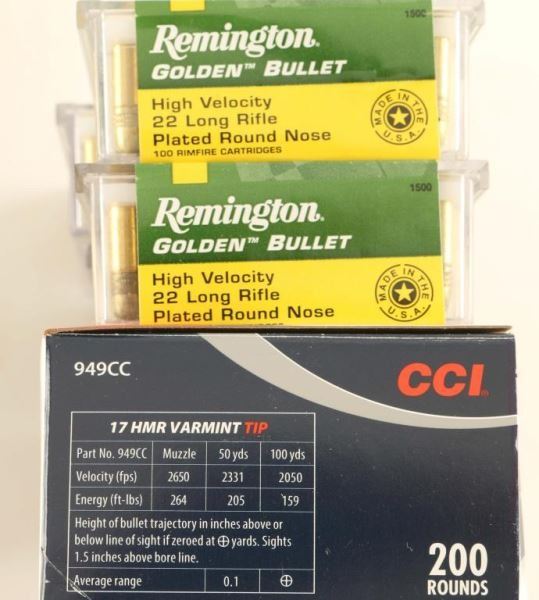 1500
Remington.
GOLDEN™ BULLET
High Velocity
22 Long Rifle
Plated Round Nose
100 RIMFIRE CARTRIDGES
MADE IN THE U.S.A.
1500
Remington.
GOLDEN™ BULLET
High Velocity
22 Long Rifle
Plated Round Nose
MADE IN THE U.S.A.
949CC
CCI
17 HMR VARMINT TIP
Part No. 949CC Muzzle 50 yds 100 yds
Velocity (fps) 2650 2331 2050
Energy (ft-lbs) 264 205 159
Height of bullet trajectory in inches above or
below line of sight if zeroed at ⊕ yards. Sights
1.5 inches above bore line.
Average range 0.1 ⊕
200
ROUNDS